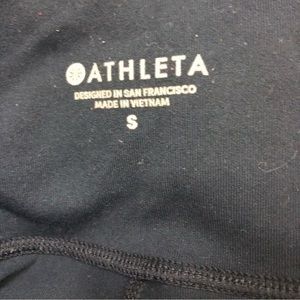 ATHLETA
DESIGNED IN SAN FRANCISCO
MADE IN VIETNAM
S